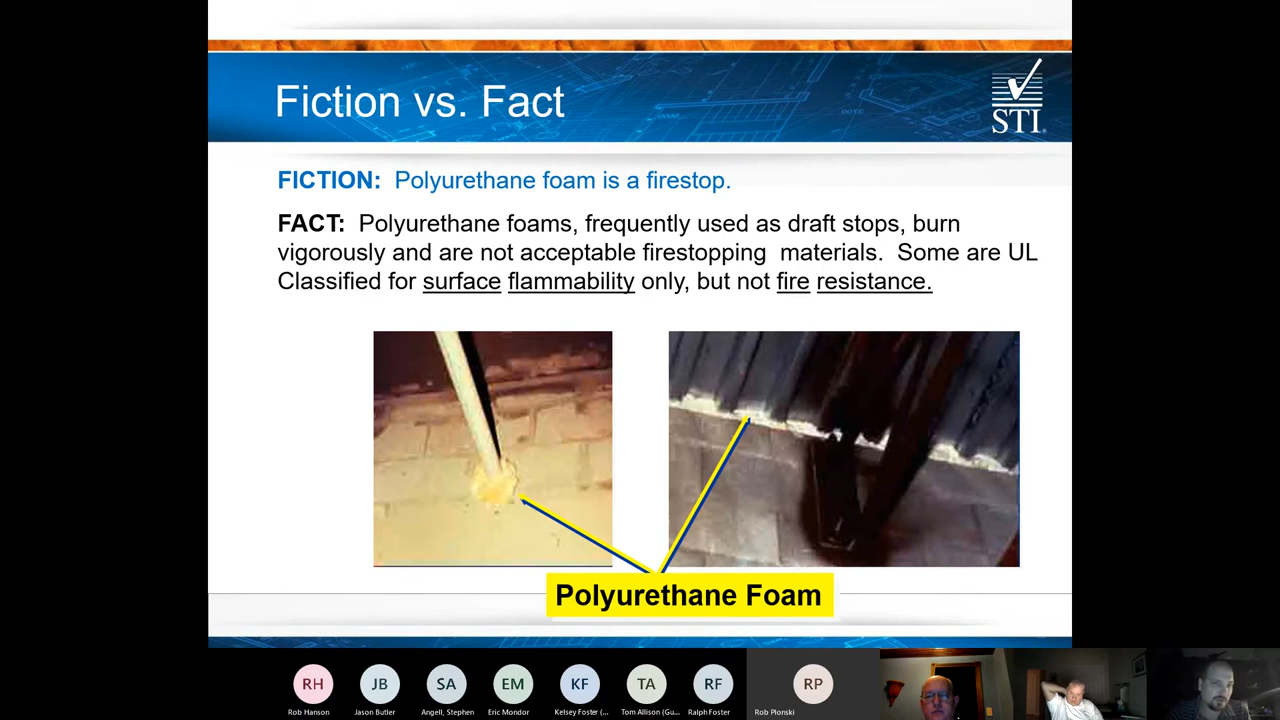 Fiction vs. Fact
STI
FICTION: Polyurethane foam is a firestop.
FACT: Polyurethane foams, frequently used as draft stops, burn
vigorously and are not acceptable firestopping materials. Some are UL
Classified for surface flammability only, but not fire resistance.
Polyurethane Foam
RH JB SA EM KF TA RF RP
Rob Hanson Jason Butler Angell, Stephen Eric Mondor Kelsey Foster (... Tom Allison (Gu... Ralph Foster Rob Plonski